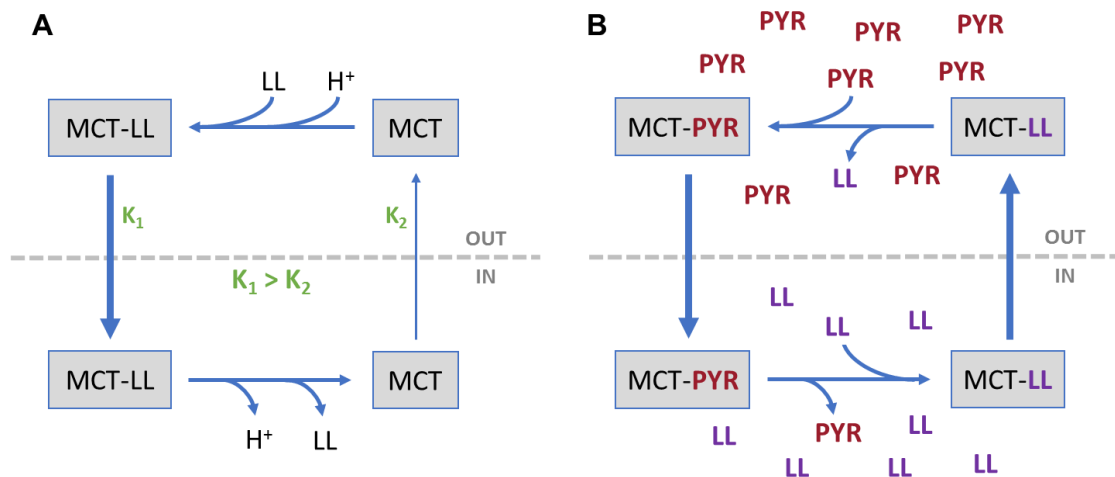 A
LL H⁺
MCT-LL MCT
K₁ K₂
OUT
K₁ > K₂ IN
MCT-LL MCT
H⁺ LL
B
PYR PYR PYR
PYR PYR PYR
MCT-PYR MCT-LL
LL
PYR PYR
OUT
IN
LL LL LL
MCT-PYR MCT-LL
LL PYR LL
LL LL LL